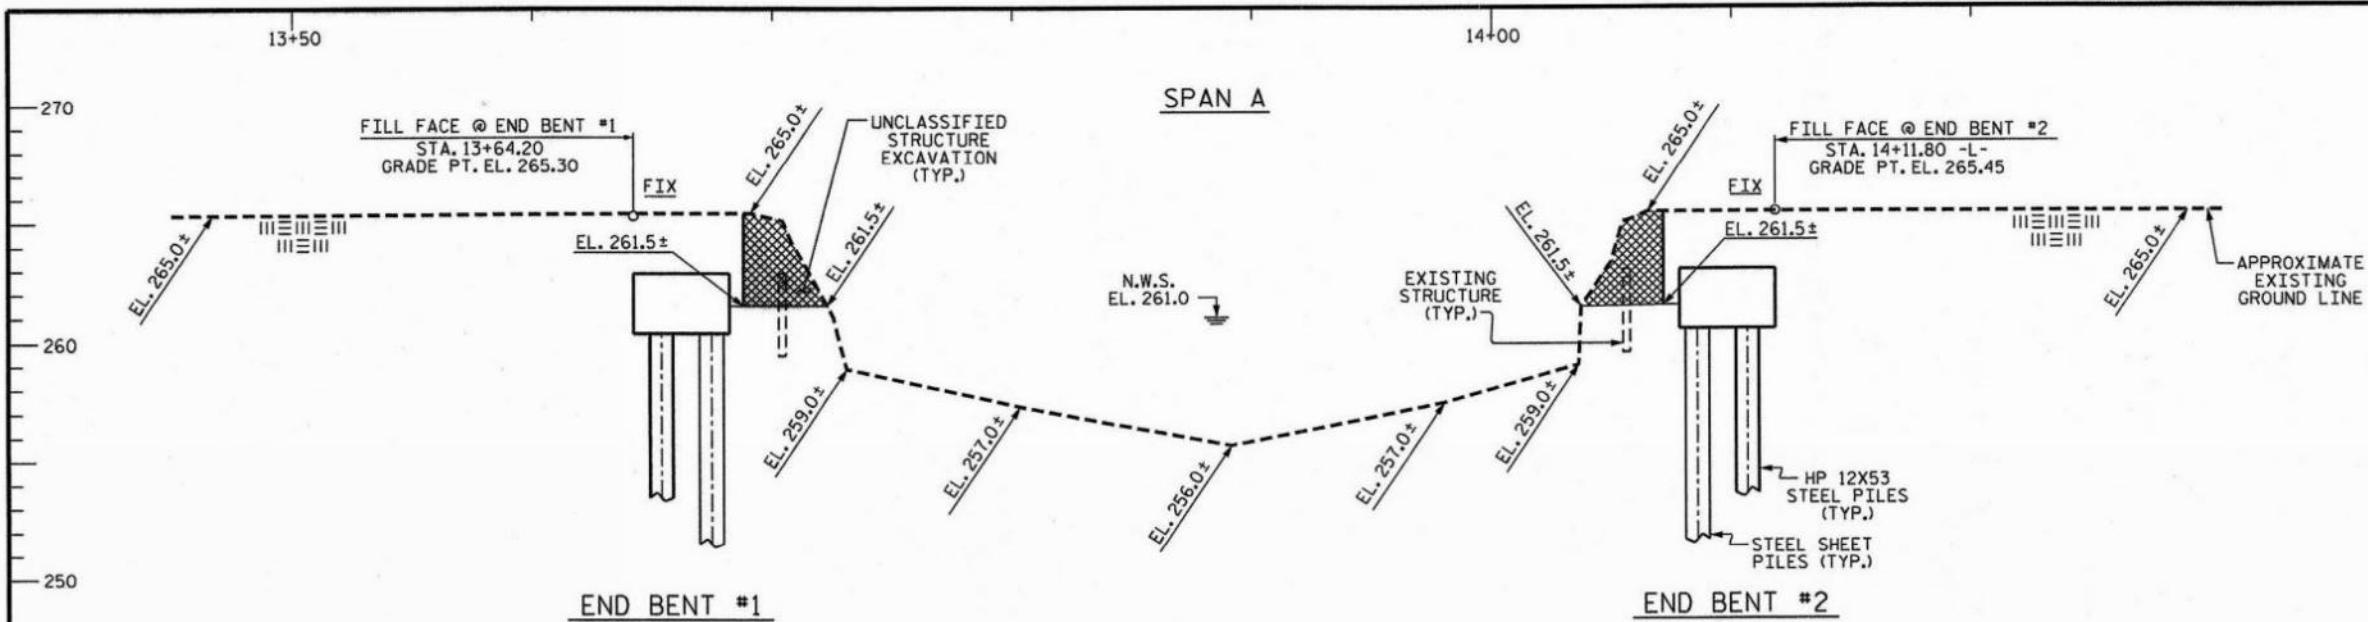 13+50
14+00
SPAN A
270
260
250
FILL FACE @ END BENT #1
STA. 13+64.20
GRADE PT. EL. 265.30
FIX
EL. 265.0±
UNCLASSIFIED
STRUCTURE
EXCAVATION
(TYP.)
EL. 265.0±
EL. 261.5±
EL. 261.5±
EL. 259.0±
EL. 257.0±
EL. 256.0±
EL. 257.0±
EL. 259.0±
N.W.S.
EL. 261.0
EXISTING
STRUCTURE
(TYP.)
EL. 261.5±
EL. 265.0±
FILL FACE @ END BENT #2
STA. 14+11.80 -L-
GRADE PT. EL. 265.45
FIX
EL. 261.5±
EL. 265.0±
APPROXIMATE
EXISTING
GROUND LINE
HP 12X53
STEEL PILES
(TYP.)
STEEL SHEET
PILES (TYP.)
END BENT #1
END BENT #2